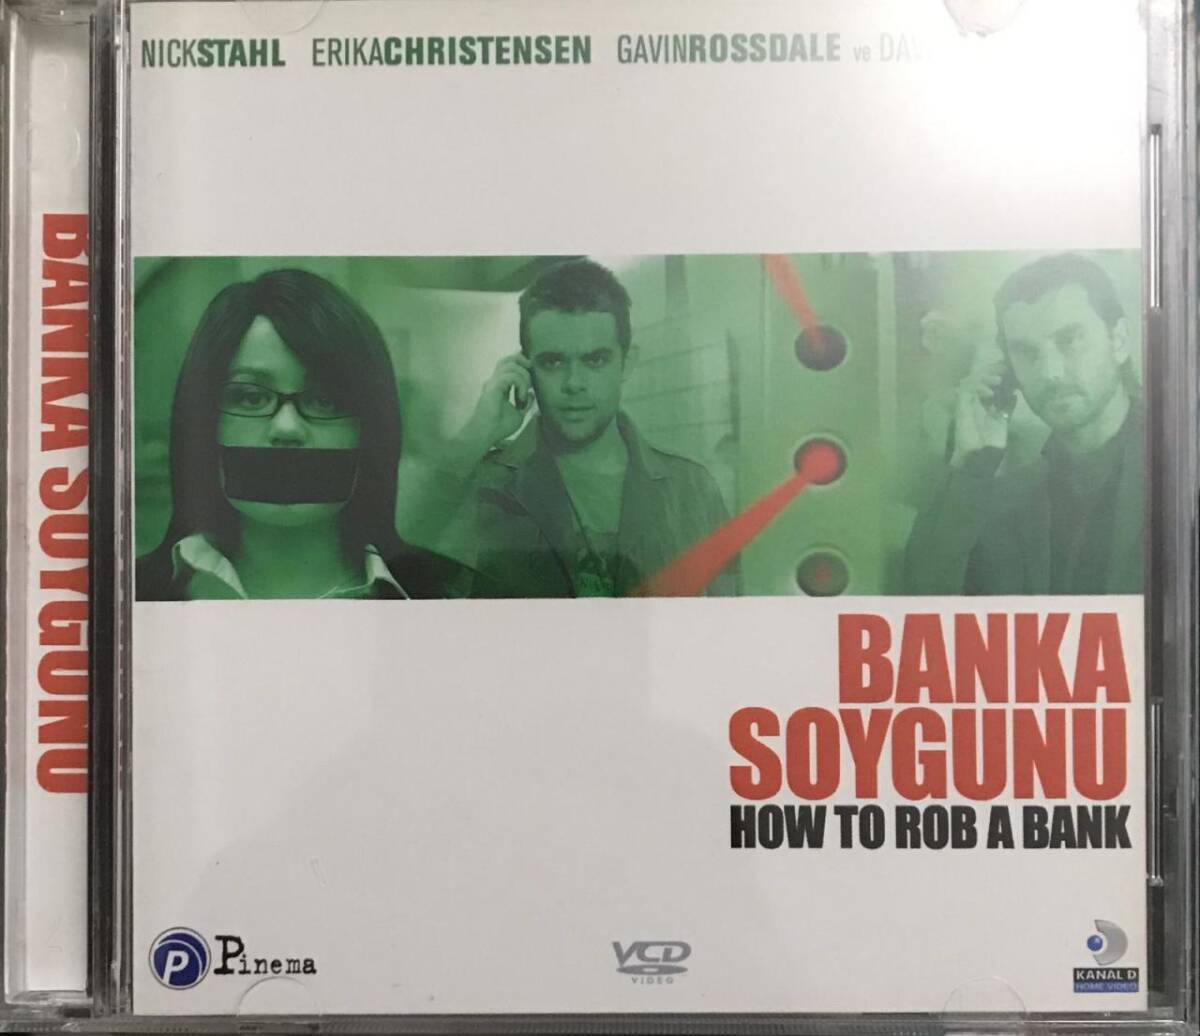 NICKSTAHL ERIKACHRISTENSEN GAVINROSSDALE ve
BANKA SOYGUNU
BANKA
SOYGUNU
HOW TO ROB A BANK
P Pinema
VCD
VIDEO
KANAL D
HOME VIDEO